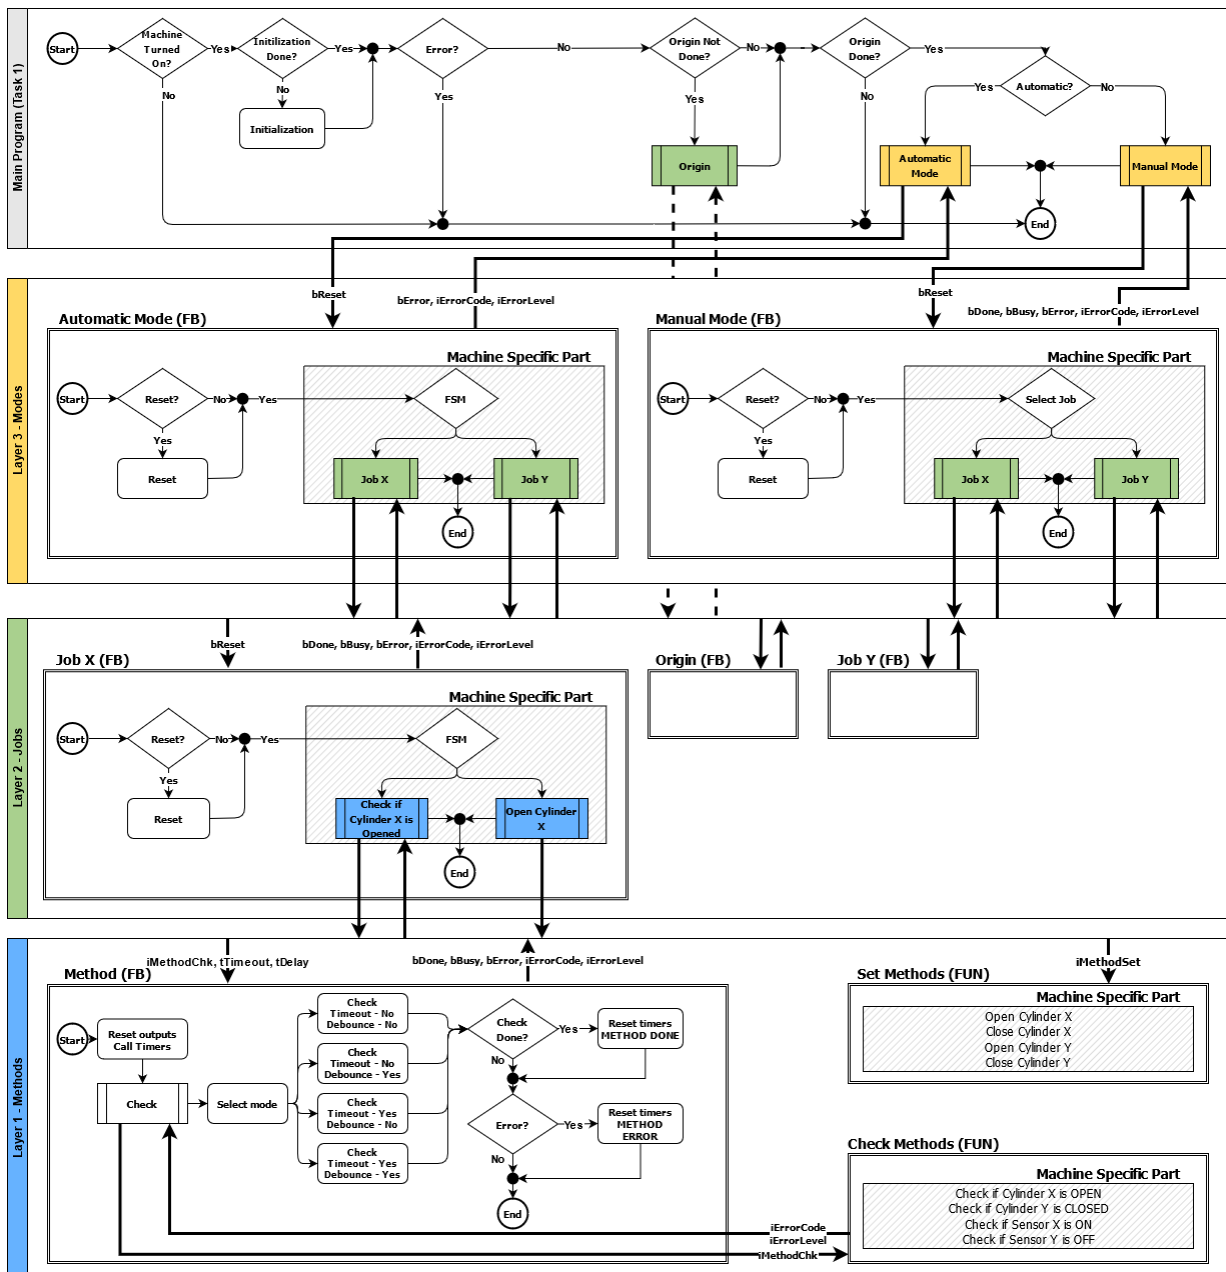 Main Program (Task 1)
Start
Machine
Turned
On?
Yes
No
Initilization
Done?
Yes
No
Initialization
Error?
No
Yes
Origin Not
Done?
No
Yes
Origin
Origin
Done?
Yes
No
Automatic?
Yes
No
Automatic
Mode
Manual Mode
End
Layer 3 - Modes
bReset
bError, iErrorCode, iErrorLevel
Automatic Mode (FB)
Machine Specific Part
Start
Reset?
No
Yes
Yes
Reset
FSM
Job X
Job Y
End
bReset
bDone, bBusy, bError, iErrorCode, iErrorLevel
Manual Mode (FB)
Machine Specific Part
Start
Reset?
No
Yes
Yes
Reset
Select Job
Job X
Job Y
End
Layer 2 - Jobs
bReset
bDone, bBusy, bError, iErrorCode, iErrorLevel
Job X (FB)
Machine Specific Part
Start
Reset?
No
Yes
Yes
Reset
FSM
Check if
Cylinder X is
Opened
Open Cylinder
X
End
Origin (FB)
Job Y (FB)
Layer 1 - Methods
iMethodChk, tTimeout, tDelay
bDone, bBusy, bError, iErrorCode, iErrorLevel
Method (FB)
Start
Reset outputs
Call Timers
Check
Select mode
Check
Timeout - No
Debounce - No
Check
Timeout - No
Debounce - Yes
Check
Timeout - Yes
Debounce - No
Check
Timeout - Yes
Debounce - Yes
Check
Done?
Yes
No
Reset timers
METHOD DONE
Error?
Yes
No
Reset timers
METHOD
ERROR
End
iMethodSet
Set Methods (FUN)
Machine Specific Part
Open Cylinder X
Close Cylinder X
Open Cylinder Y
Close Cylinder Y
Check Methods (FUN)
Machine Specific Part
Check if Cylinder X is OPEN
Check if Cylinder Y is CLOSED
Check if Sensor X is ON
Check if Sensor Y is OFF
iErrorCode
iErrorLevel
iMethodChk